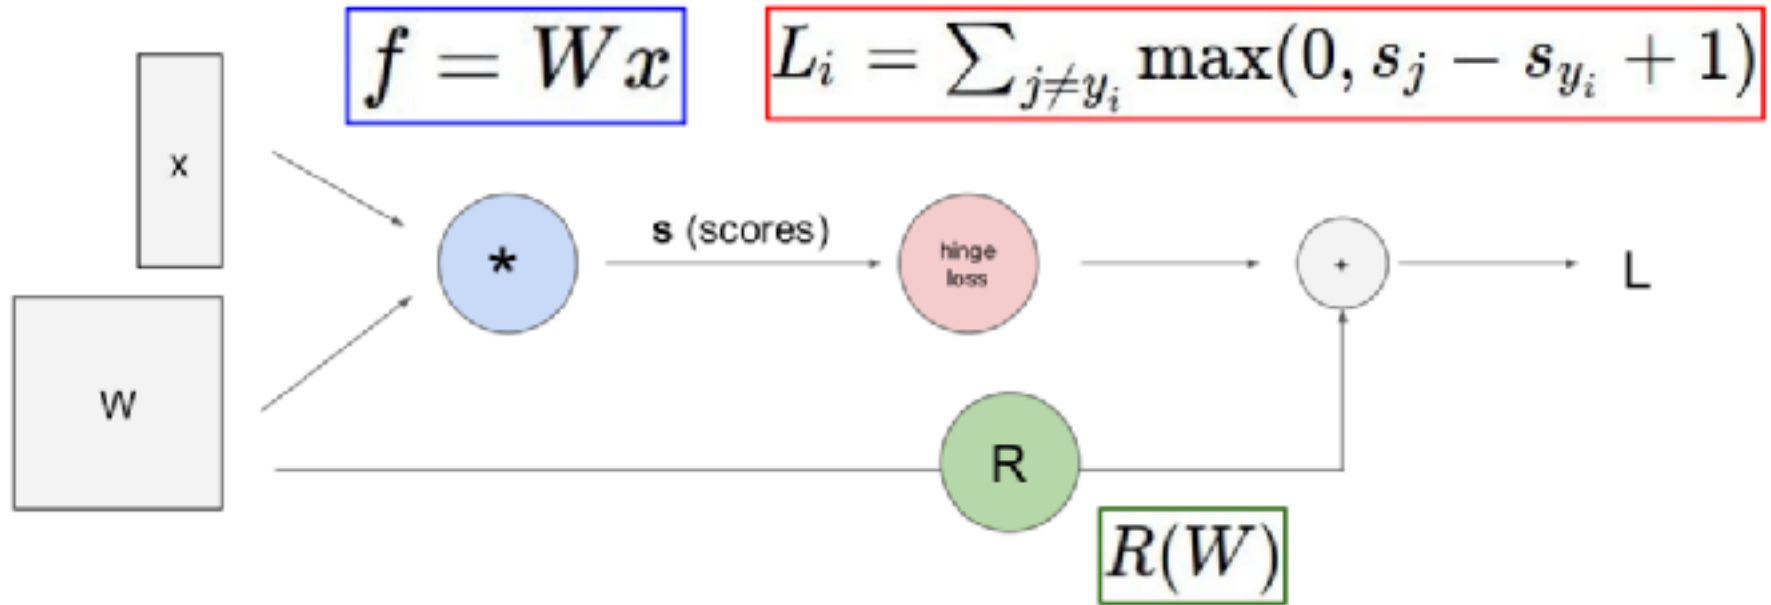 f = Wx
L_i = ∑_{j≠y_i} max(0, s_j − s_{y_i} + 1)
x
*
s (scores)
hinge
loss
+
L
W
R
R(W)